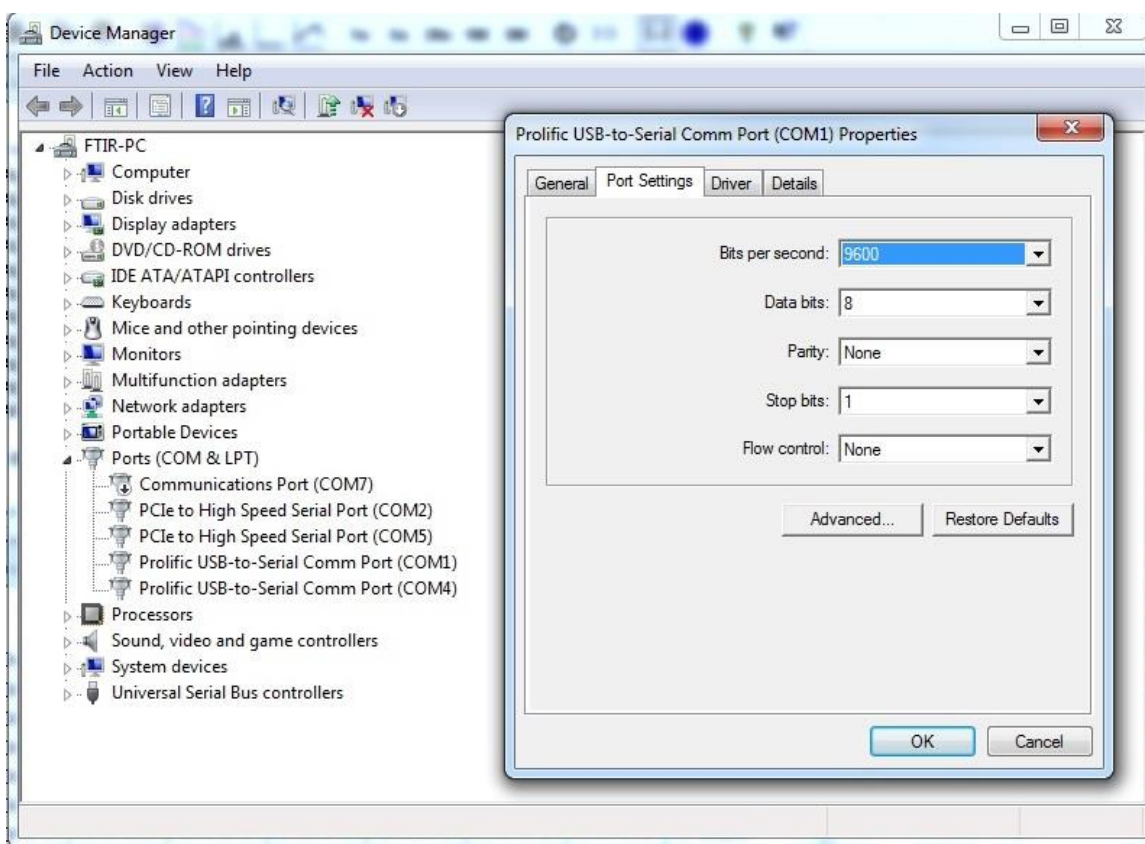 Device Manager
File Action View Help
FTIR-PC
Computer
Disk drives
Display adapters
DVD/CD-ROM drives
IDE ATA/ATAPI controllers
Keyboards
Mice and other pointing devices
Monitors
Multifunction adapters
Network adapters
Portable Devices
Ports (COM & LPT)
Communications Port (COM7)
PCIe to High Speed Serial Port (COM2)
PCIe to High Speed Serial Port (COM5)
Prolific USB-to-Serial Comm Port (COM1)
Prolific USB-to-Serial Comm Port (COM4)
Processors
Sound, video and game controllers
System devices
Universal Serial Bus controllers
Prolific USB-to-Serial Comm Port (COM1) Properties
General Port Settings Driver Details
Bits per second: 9600
Data bits: 8
Parity: None
Stop bits: 1
Flow control: None
Advanced... Restore Defaults
OK Cancel